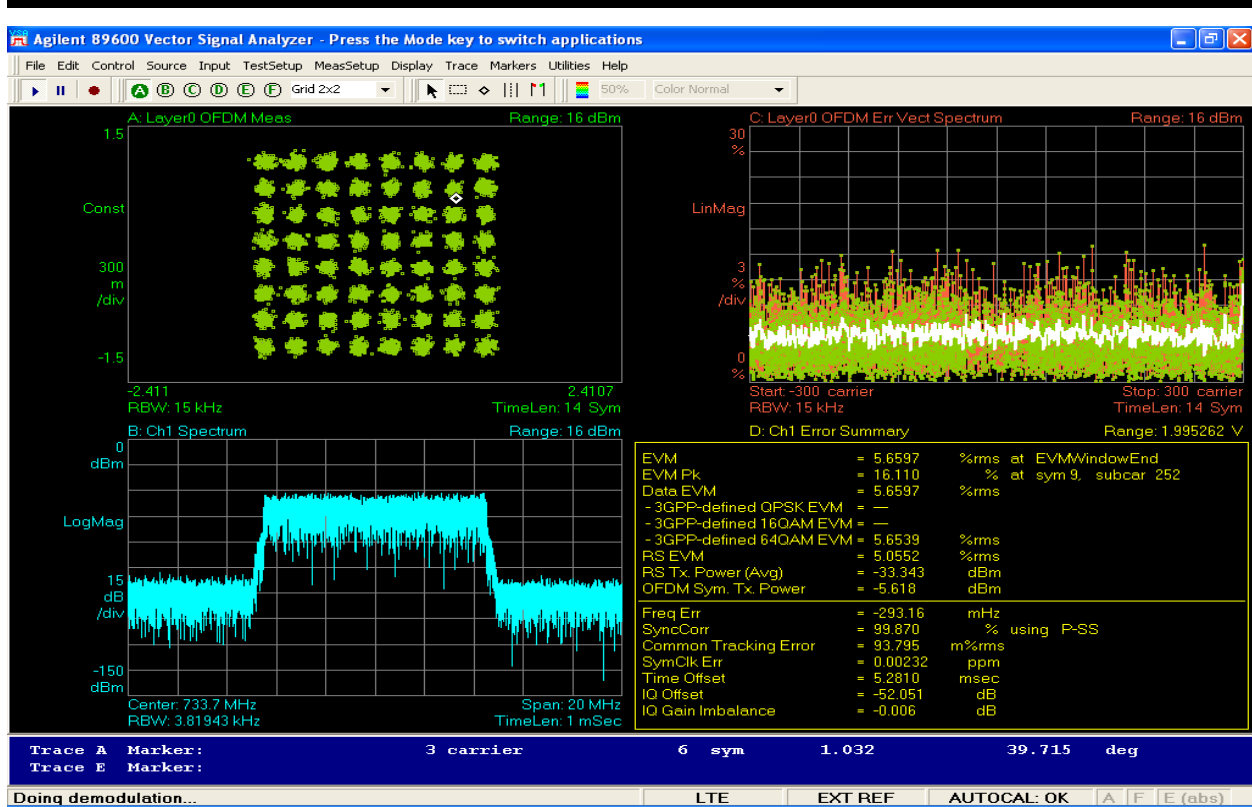 Agilent 89600 Vector Signal Analyzer - Press the Mode key to switch applications
File Edit Control Source Input TestSetup MeasSetup Display Trace Markers Utilities Help
A B C D E F Grid 2x2 50% Color Normal
A: Layer0 OFDM Meas Range: 16 dBm
1.5
Const
300
m
/div
-1.5
-2.411 2.4107
RBW: 15 kHz TimeLen: 14 Sym
C: Layer0 OFDM Err Vect Spectrum Range: 16 dBm
30
%
LinMag
3
%
/div
0
%
Start: -300 carrier Stop: 300 carrier
RBW: 15 kHz TimeLen: 14 Sym
B: Ch1 Spectrum Range: 16 dBm
0
dBm
LogMag
15
dB
/div
-150
dBm
Center: 733.7 MHz Span: 20 MHz
RBW: 3.81943 kHz TimeLen: 1 mSec
D: Ch1 Error Summary Range: 1.995262 V
EVM = 5.6597 %rms at EVMWindowEnd
EVM Pk = 16.110 % at sym 9, subcar 252
Data EVM = 5.6597 %rms
- 3GPP-defined QPSK EVM = —
- 3GPP-defined 16QAM EVM = —
- 3GPP-defined 64QAM EVM = 5.6539 %rms
RS EVM = 5.0552 %rms
RS Tx. Power (Avg) = -33.343 dBm
OFDM Sym. Tx. Power = -5.618 dBm
Freq Err = -293.16 mHz
SyncCorr = 99.870 % using P-SS
Common Tracking Error = 93.795 m%rms
SymClk Err = 0.00232 ppm
Time Offset = 5.2810 msec
IQ Offset = -52.051 dB
IQ Gain Imbalance = -0.006 dB
Trace A Marker: 3 carrier 6 sym 1.032 39.715 deg
Trace E Marker:
Doing demodulation... LTE EXT REF AUTOCAL: OK A F E (abs)